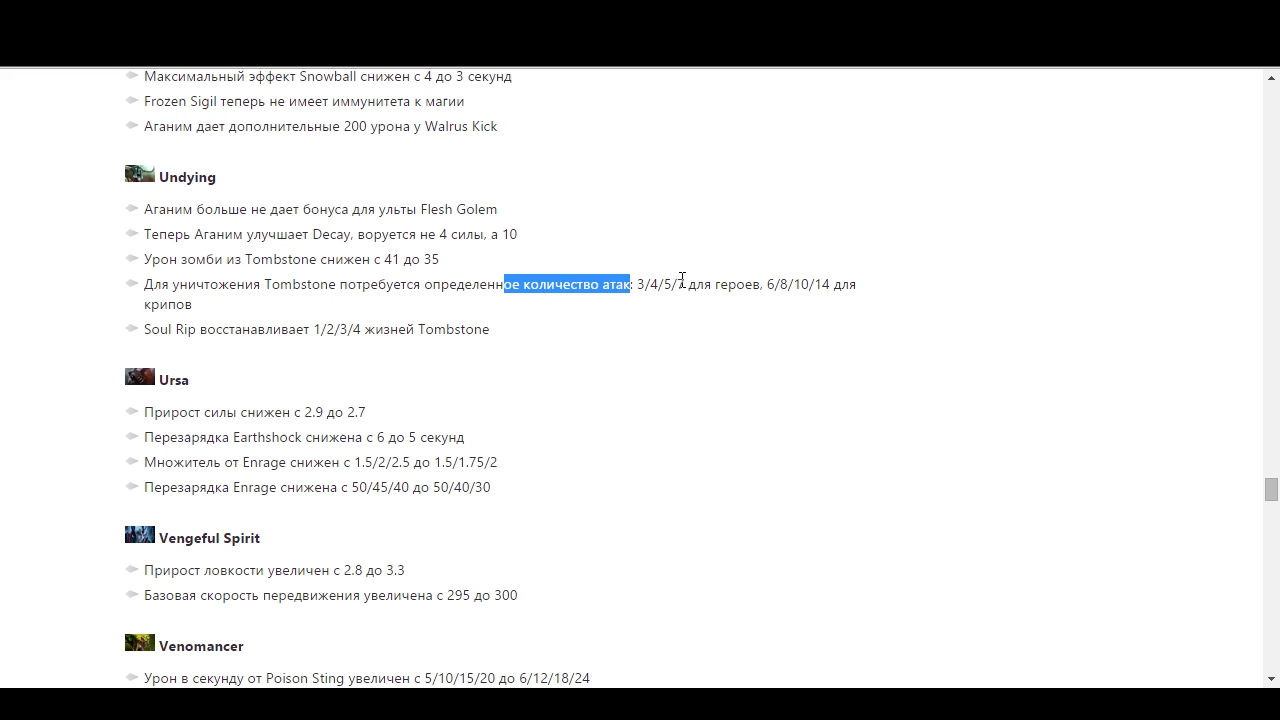 Максимальный эффект Snowball снижен с 4 до 3 секунд
Frozen Sigil теперь не имеет иммунитета к магии
Аганим дает дополнительные 200 урона у Walrus Kick
Undying
Аганим больше не дает бонуса для ульты Flesh Golem
Теперь Аганим улучшает Decay, воруется не 4 силы, а 10
Урон зомби из Tombstone снижен с 41 до 35
Для уничтожения Tombstone потребуется определенное количество атак: 3/4/5/7 для героев, 6/8/10/14 для
крипов
Soul Rip восстанавливает 1/2/3/4 жизней Tombstone
Ursa
Прирост силы снижен с 2.9 до 2.7
Перезарядка Earthshock снижена с 6 до 5 секунд
Множитель от Enrage снижен с 1.5/2/2.5 до 1.5/1.75/2
Перезарядка Enrage снижена с 50/45/40 до 50/40/30
Vengeful Spirit
Прирост ловкости увеличен с 2.8 до 3.3
Базовая скорость передвижения увеличена с 295 до 300
Venomancer
Урон в секунду от Poison Sting увеличен с 5/10/15/20 до 6/12/18/24